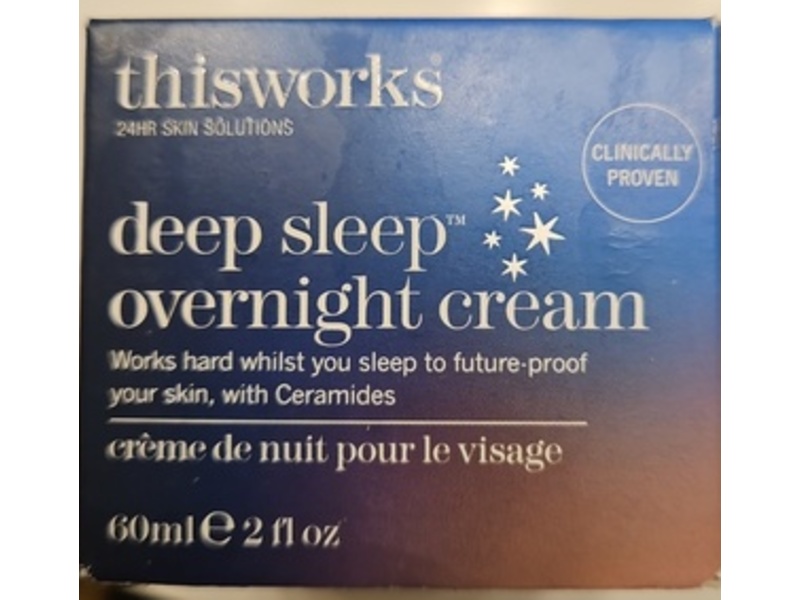 thisworks®
24HR SKIN SOLUTIONS
CLINICALLY
PROVEN
deep sleep™
overnight cream
Works hard whilst you sleep to future-proof
your skin, with Ceramides
crème de nuit pour le visage
60ml ℮ 2 fl oz